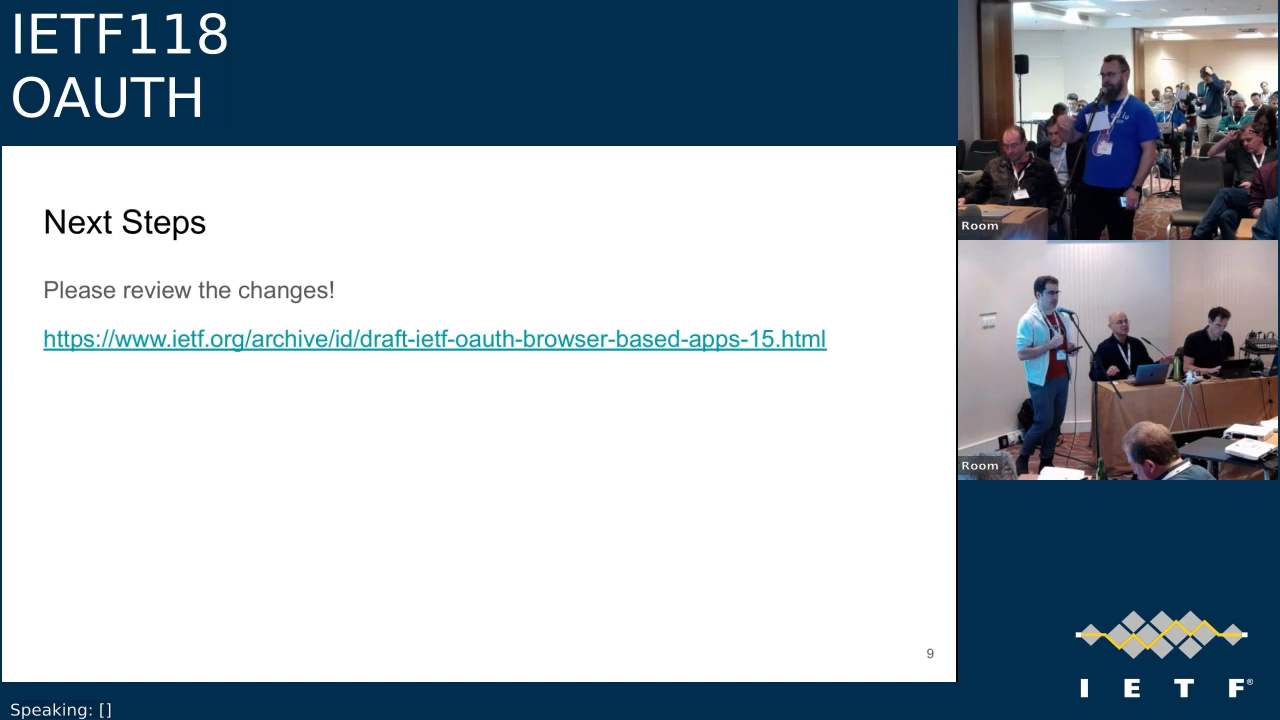 IETF118
OAUTH
Next Steps
Please review the changes!
https://www.ietf.org/archive/id/draft-ietf-oauth-browser-based-apps-15.html
9
Room
Room
I E T F®
Speaking: []